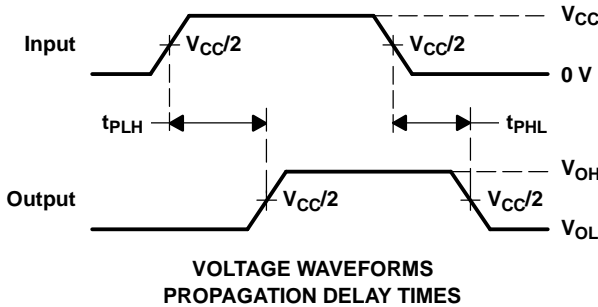 V_CC
Input
V_CC/2
V_CC/2
0 V
t_PLH
t_PHL
V_OH
Output
V_CC/2
V_CC/2
V_OL
VOLTAGE WAVEFORMS
PROPAGATION DELAY TIMES